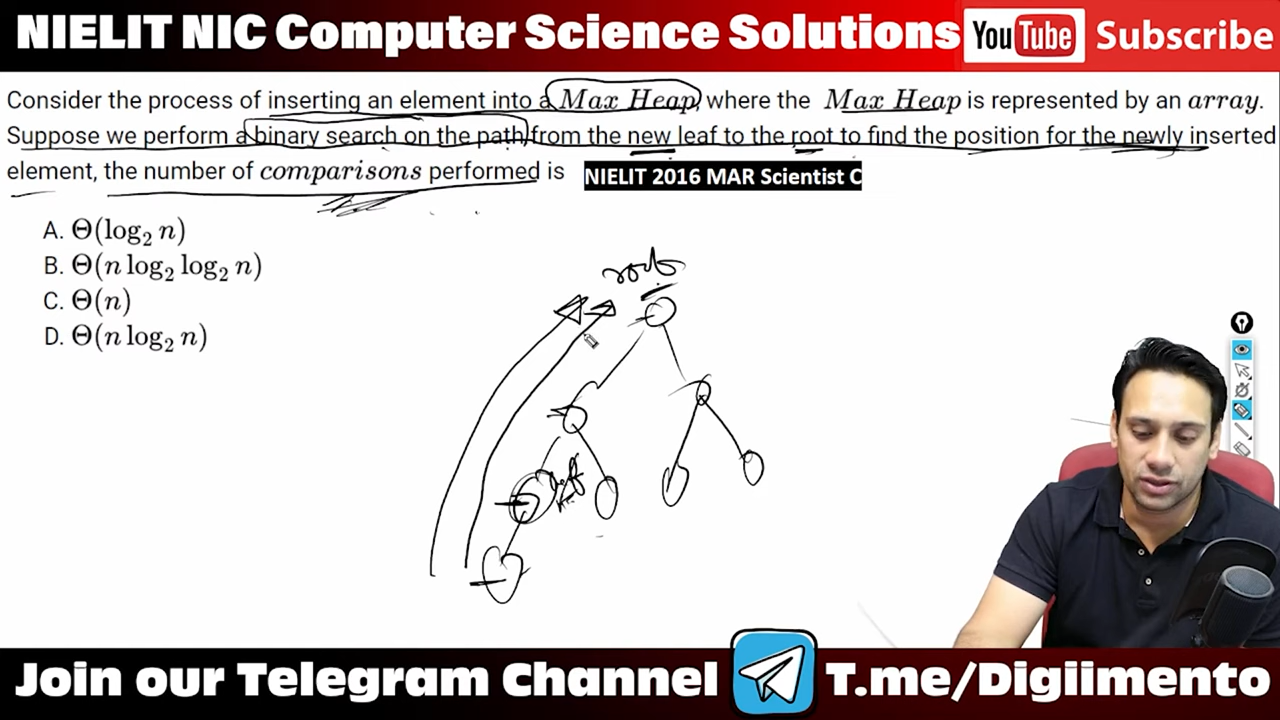 NIELIT NIC Computer Science Solutions YouTube Subscribe
Consider the process of inserting an element into a Max Heap, where the Max Heap is represented by an array.
Suppose we perform a binary search on the path from the new leaf to the root to find the position for the newly inserted
element, the number of comparisons performed is NIELIT 2016 MAR Scientist C
A. Θ(log₂ n)
B. Θ(n log₂ log₂ n)
C. Θ(n)
D. Θ(n log₂ n)
root
Join our Telegram Channel T.me/Digiimento